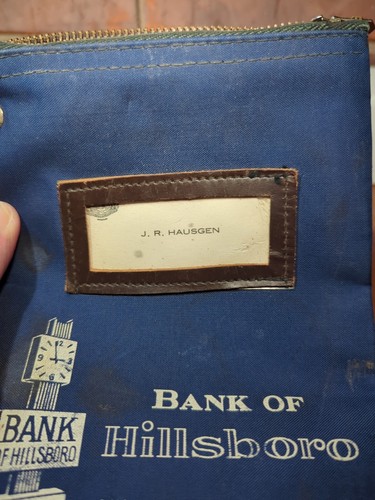 J. R. HAUSGEN
BANK OF
Hillsboro
BANK
OF HILLSBORO